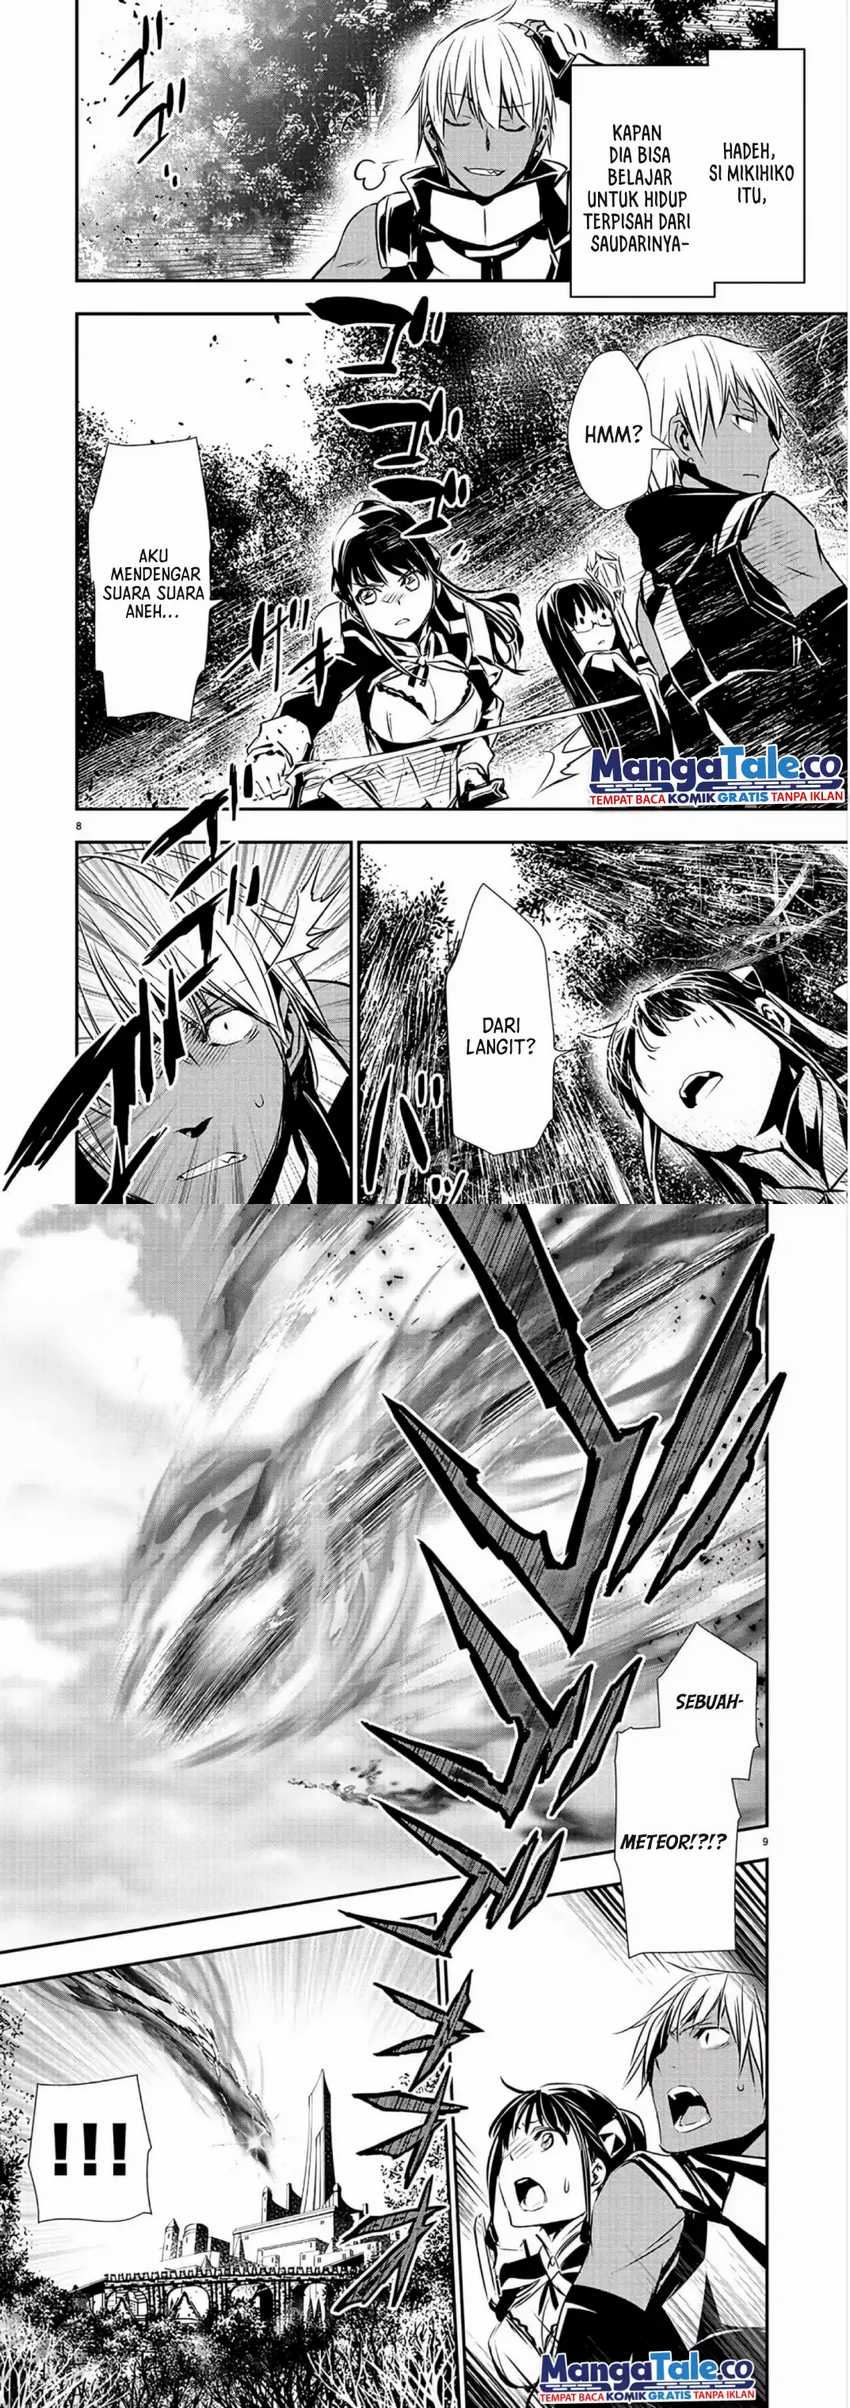 HADEH,
SI MIKIHIKO
ITU,
KAPAN
DIA BISA
BELAJAR
UNTUK HIDUP
TERPISAH DARI
SAUDARINYA-
HMM?
AKU
MENDENGAR
SUARA SUARA
ANEH...
MangaTale.co
TEMPAT BACA KOMIK GRATIS TANPA IKLAN
8
DARI
LANGIT?
SEBUAH-
METEOR!?!?
9
!!!
MangaTale.co
TEMPAT BACA KOMIK GRATIS TANPA IKLAN